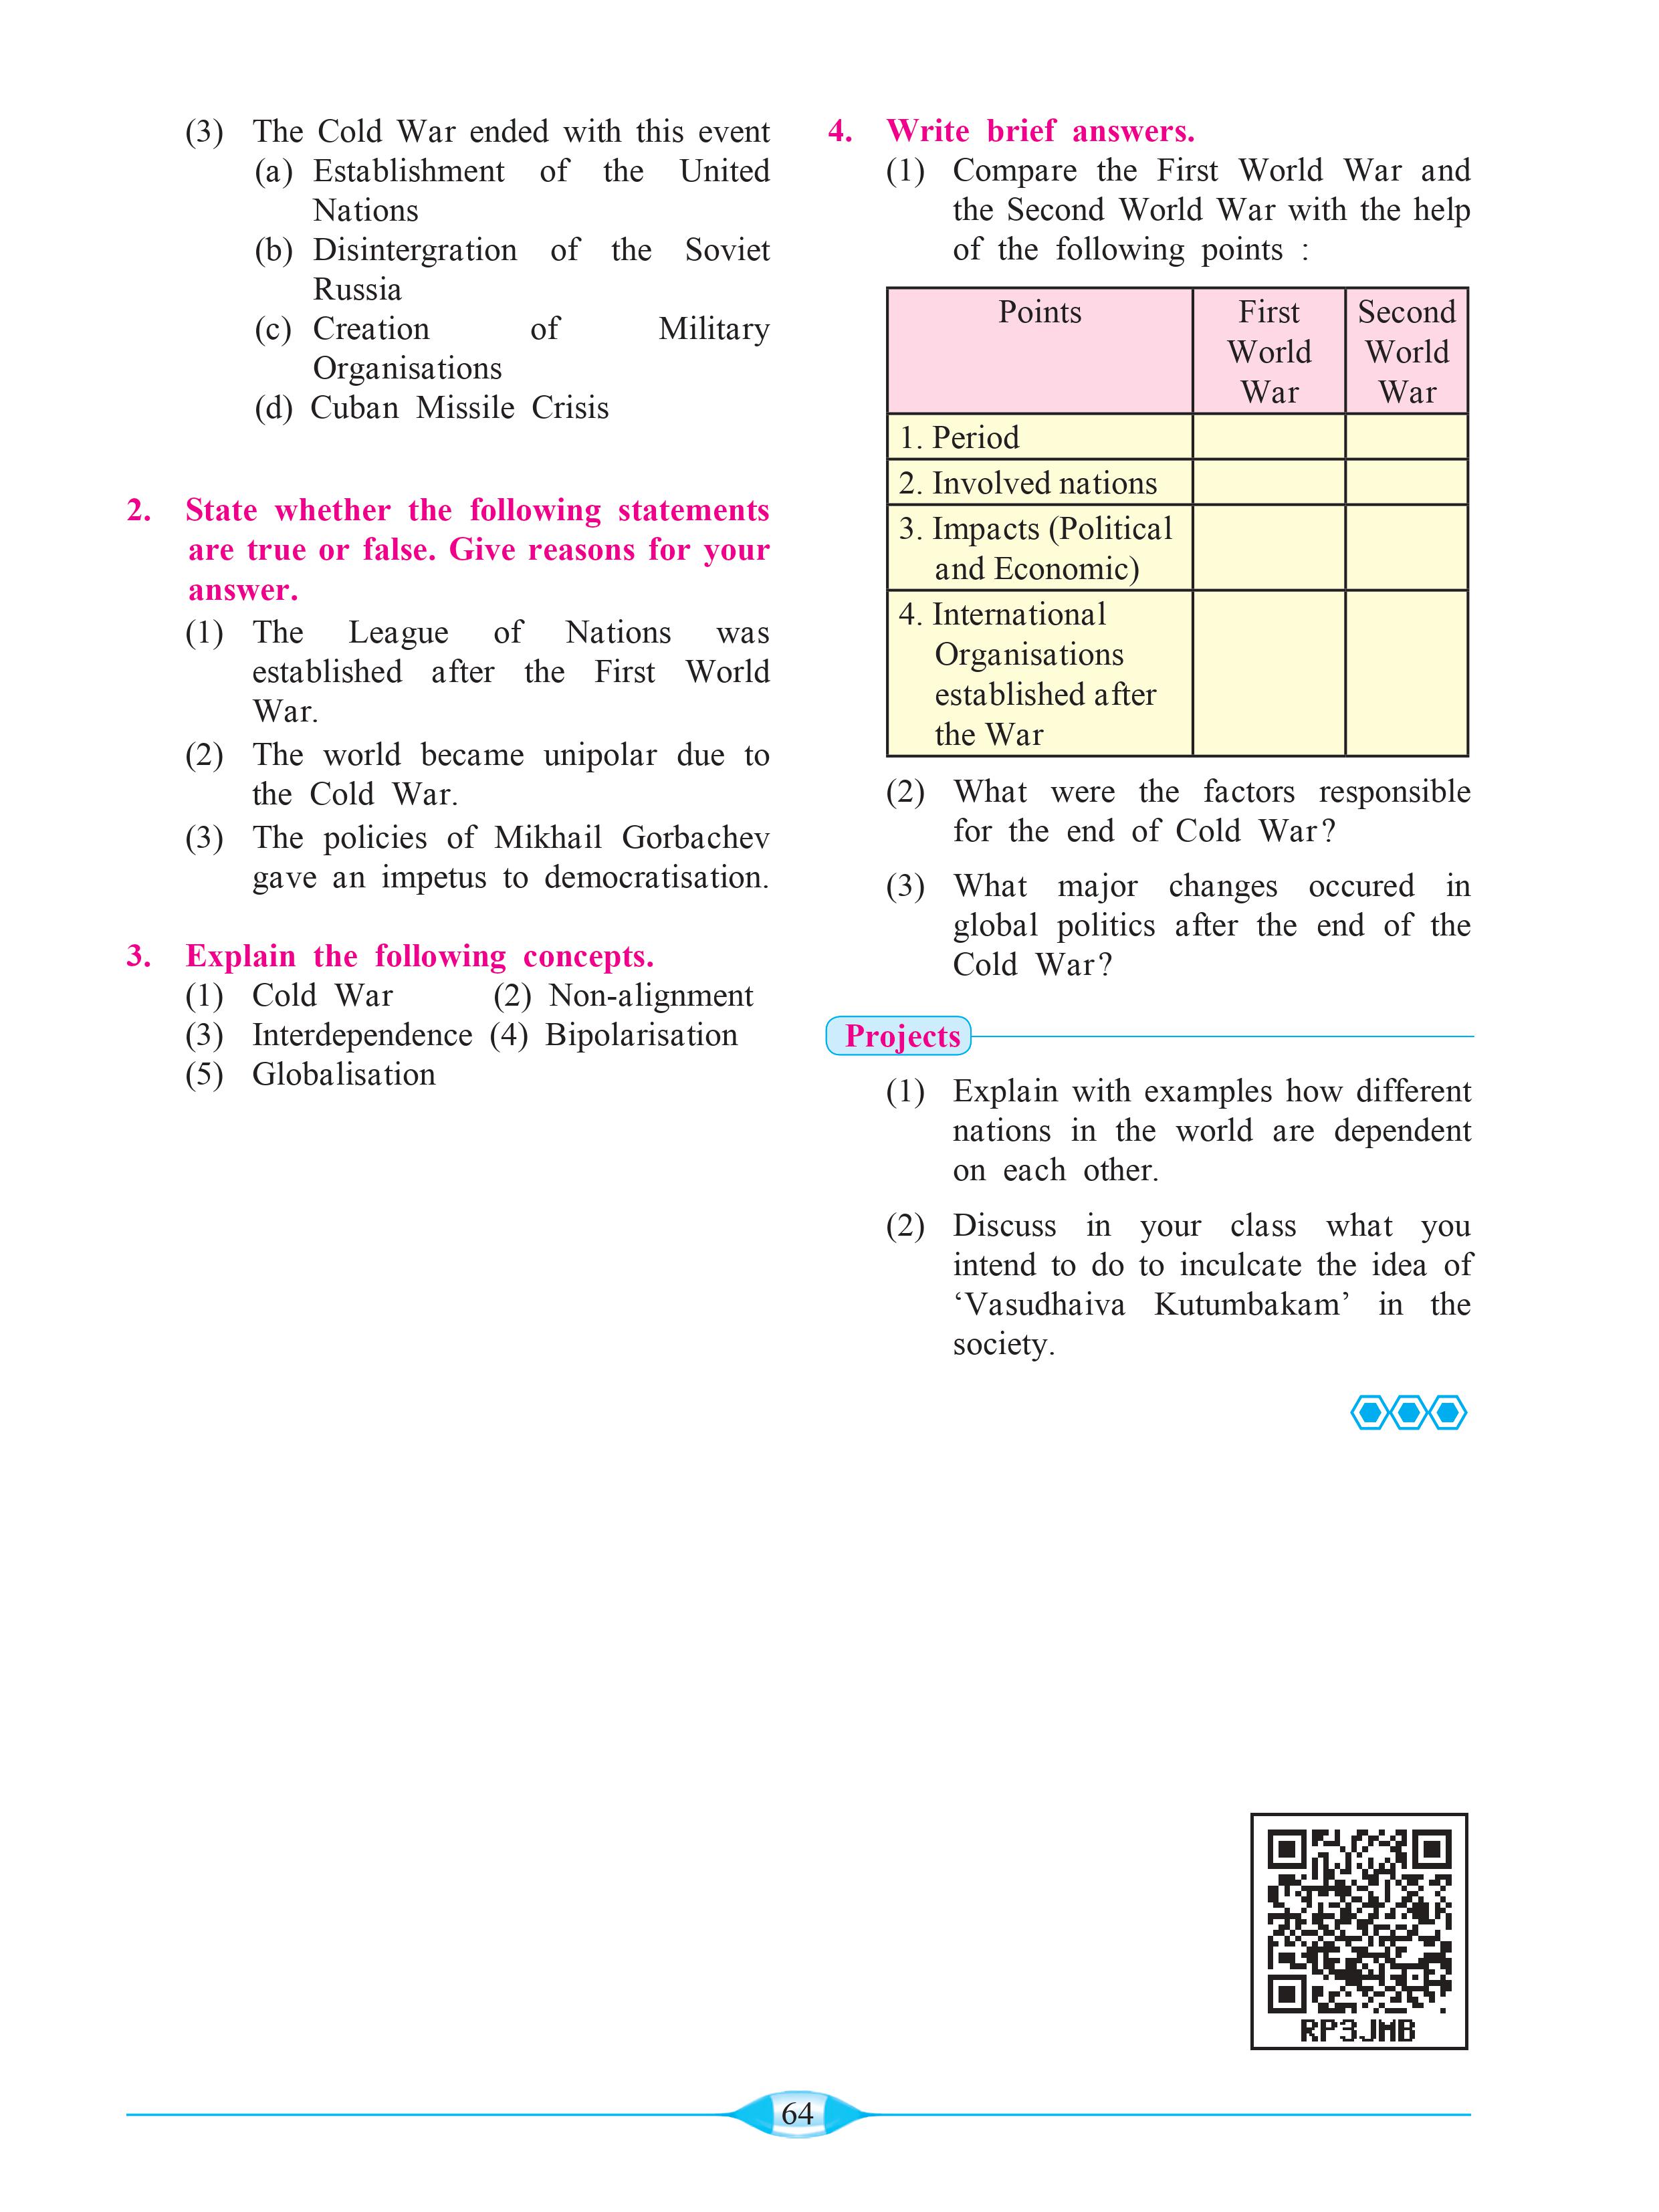 (3) The Cold War ended with this event
(a) Establishment of the United
Nations
(b) Disintergration of the Soviet
Russia
(c) Creation of Military
Organisations
(d) Cuban Missile Crisis
2. State whether the following statements
are true or false. Give reasons for your
answer.
(1) The League of Nations was
established after the First World
War.
(2) The world became unipolar due to
the Cold War.
(3) The policies of Mikhail Gorbachev
gave an impetus to democratisation.
3. Explain the following concepts.
(1) Cold War (2) Non-alignment
(3) Interdependence (4) Bipolarisation
(5) Globalisation
4. Write brief answers.
(1) Compare the First World War and
the Second World War with the help
of the following points :
Points
First
World
War
Second
World
War
1. Period
2. Involved nations
3. Impacts (Political
and Economic)
4. International
Organisations
established after
the War
(2) What were the factors responsible
for the end of Cold War?
(3) What major changes occured in
global politics after the end of the
Cold War?
Projects
(1) Explain with examples how different
nations in the world are dependent
on each other.
(2) Discuss in your class what you
intend to do to inculcate the idea of
‘Vasudhaiva Kutumbakam’ in the
society.
RP3JMB
64